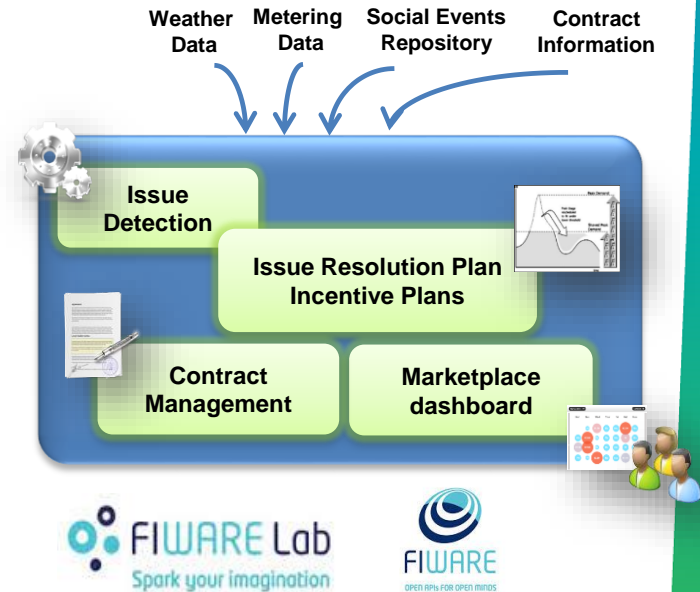 Weather Data
Metering Data
Social Events Repository
Contract Information
Issue Detection
Issue Resolution Plan
Incentive Plans
Contract Management
Marketplace dashboard
FIWARE Lab
Spark your imagination
FIWARE
OPEN APIs FOR OPEN MINDS